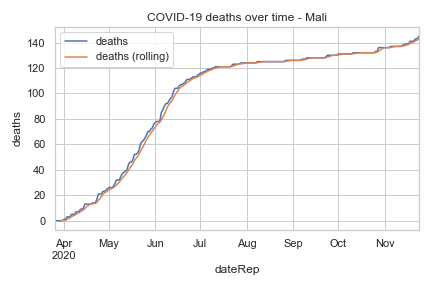 COVID-19 deaths over time - Mali
deaths
deaths (rolling)
deaths
140
120
100
80
60
40
20
0
Apr May Jun Jul Aug Sep Oct Nov
2020
dateRep